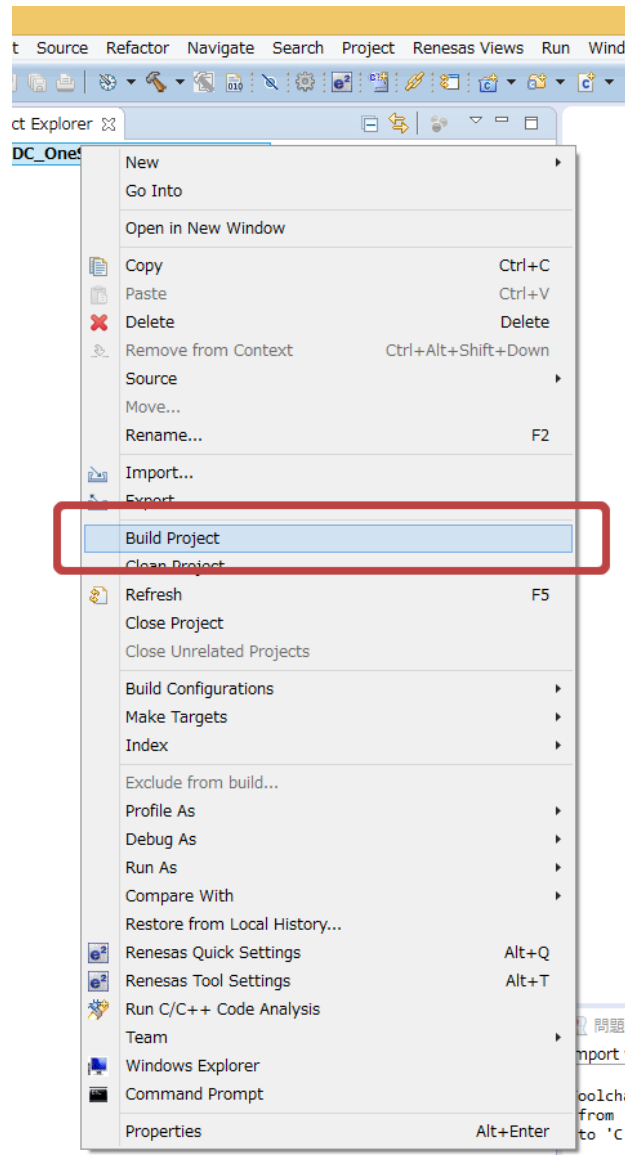 t Source Refactor Navigate Search Project Renesas Views Run Wind
ct Explorer
DC_OneS
New
Go Into
Open in New Window
Copy Ctrl+C
Paste Ctrl+V
Delete Delete
Remove from Context Ctrl+Alt+Shift+Down
Source
Move...
Rename... F2
Import...
Export...
Build Project
Clean Project
Refresh F5
Close Project
Close Unrelated Projects
Build Configurations
Make Targets
Index
Exclude from build...
Profile As
Debug As
Run As
Compare With
Restore from Local History...
Renesas Quick Settings Alt+Q
Renesas Tool Settings Alt+T
Run C/C++ Code Analysis
Team
Windows Explorer
Command Prompt
Properties Alt+Enter
問題
mport
oolcha
from
to 'C